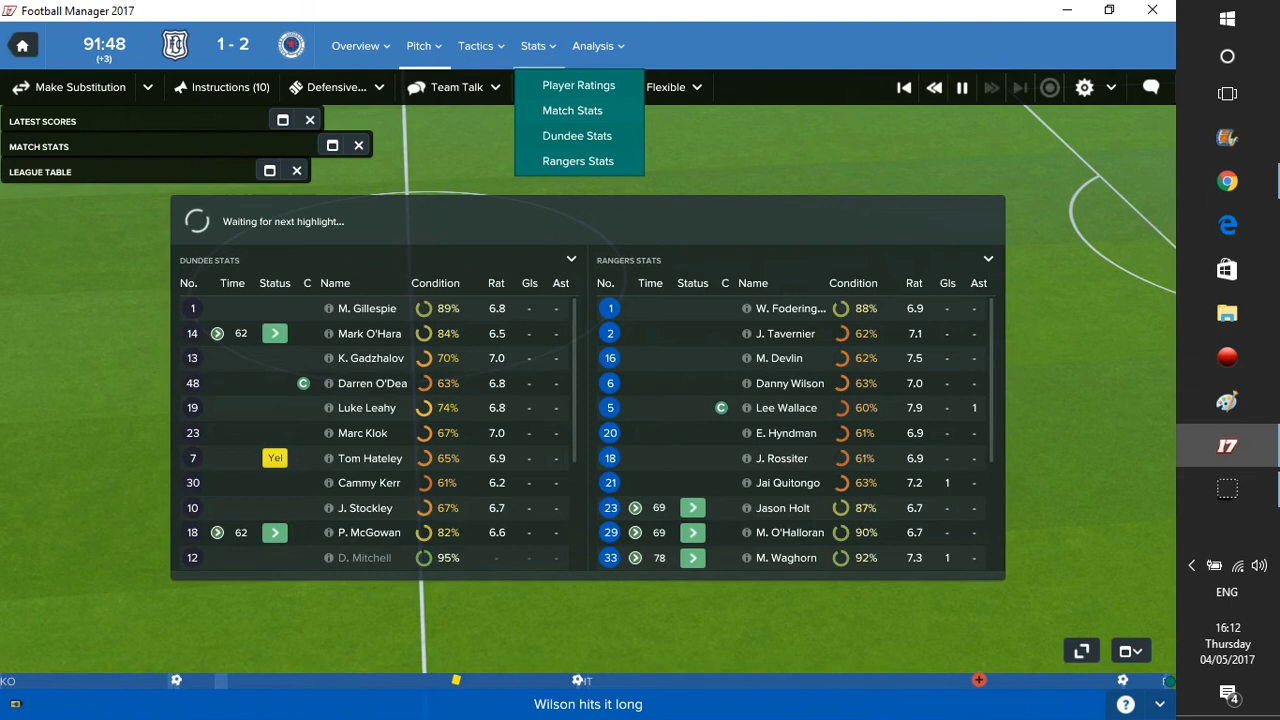 Football Manager 2017
91:48
(+3)
1 - 2
Overview
Pitch
Tactics
Stats
Analysis
Make Substitution
Instructions (10)
Defensive...
Team Talk
Flexible
Player Ratings
Match Stats
Dundee Stats
Rangers Stats
LATEST SCORES
MATCH STATS
LEAGUE TABLE
Waiting for next highlight...
DUNDEE STATS
No. Time Status C Name Condition Rat Gls Ast
1 M. Gillespie 89% 6.8 - -
14 62 Mark O'Hara 84% 6.5 - -
13 K. Gadzhalov 70% 7.0 - -
48 C Darren O'Dea 63% 6.8 - -
19 Luke Leahy 74% 6.8 - -
23 Marc Klok 67% 7.0 - -
7 Yel Tom Hateley 65% 6.9 - -
30 Cammy Kerr 61% 6.2 - -
10 J. Stockley 67% 6.7 - -
18 62 P. McGowan 82% 6.6 - -
12 D. Mitchell 95% - - -
RANGERS STATS
No. Time Status C Name Condition Rat Gls Ast
1 W. Fodering... 88% 6.9 - -
2 J. Tavernier 62% 7.1 - -
16 M. Devlin 62% 7.5 - -
6 Danny Wilson 63% 7.0 - -
5 C Lee Wallace 60% 7.9 - 1
20 E. Hyndman 61% 6.9 - -
18 J. Rossiter 61% 6.9 - -
21 Jai Quitongo 63% 7.2 1 -
23 69 Jason Holt 87% 6.7 - -
29 69 M. O'Halloran 90% 6.7 - -
33 78 M. Waghorn 92% 7.3 1 -
KO
HT
Wilson hits it long
?
17
ENG
16:12
Thursday
04/05/2017
4